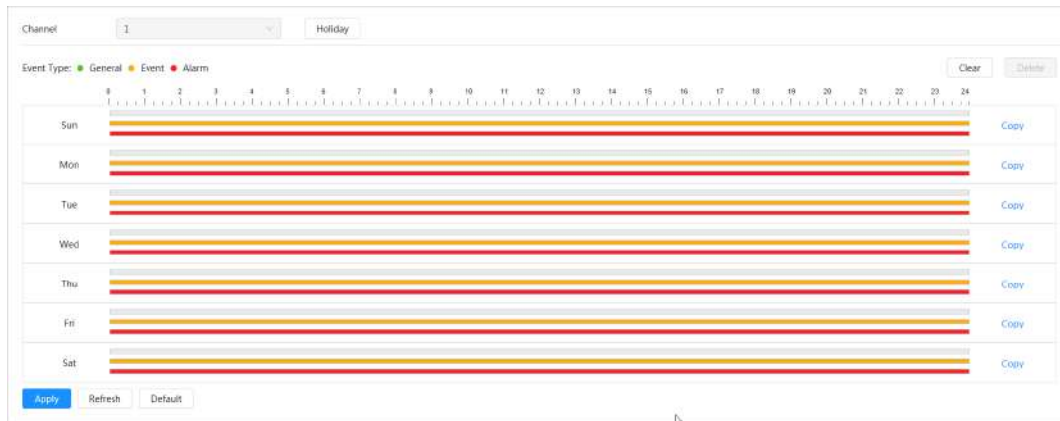 Channel 1 Holiday
Event Type: General Event Alarm Clear Delete
0 1 2 3 4 5 6 7 8 9 10 11 12 13 14 15 16 17 18 19 20 21 22 23 24
Sun Copy
Mon Copy
Tue Copy
Wed Copy
Thu Copy
Fri Copy
Sat Copy
Apply Refresh Default